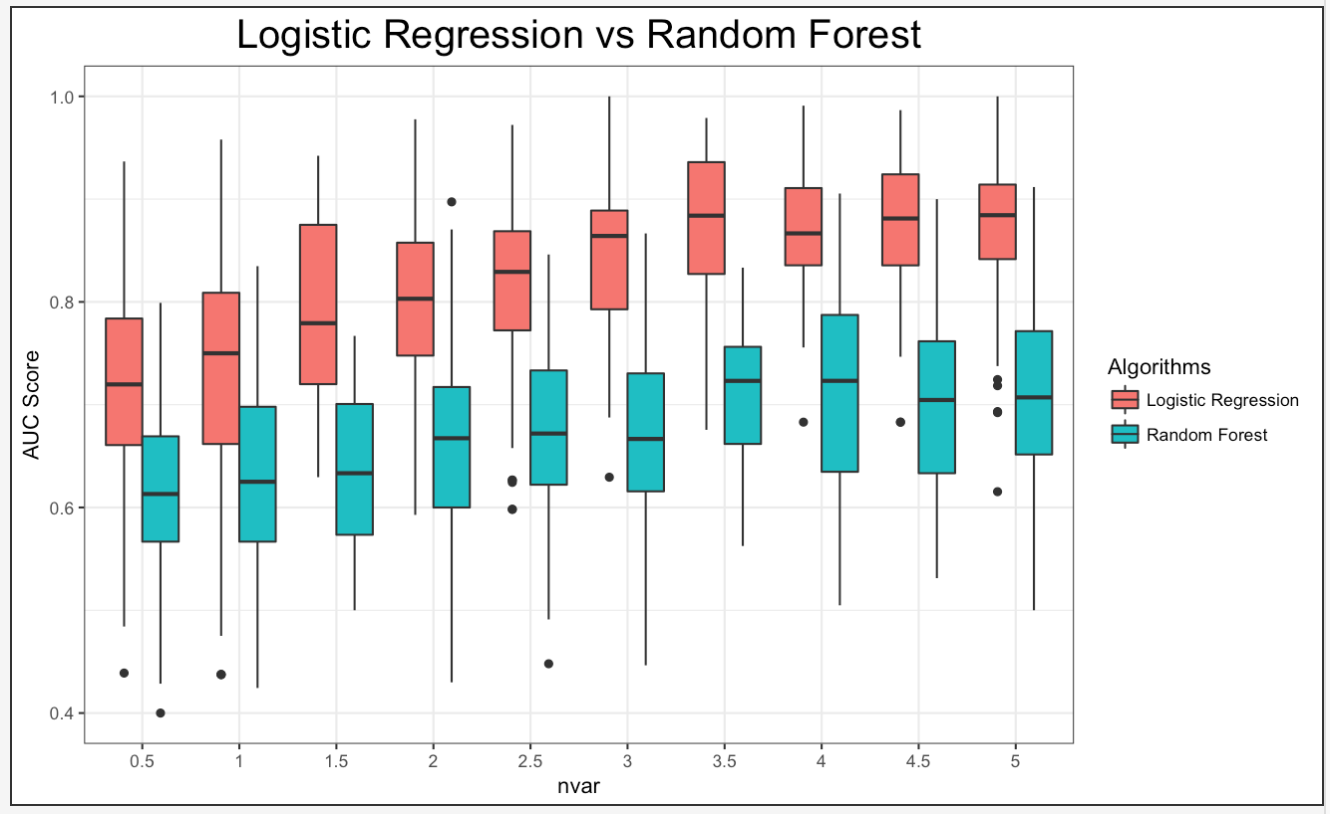 Logistic Regression vs Random Forest
1.0
0.8
0.6
0.4
AUC Score
0.5 1 1.5 2 2.5 3 3.5 4 4.5 5
nvar
Algorithms
Logistic Regression
Random Forest